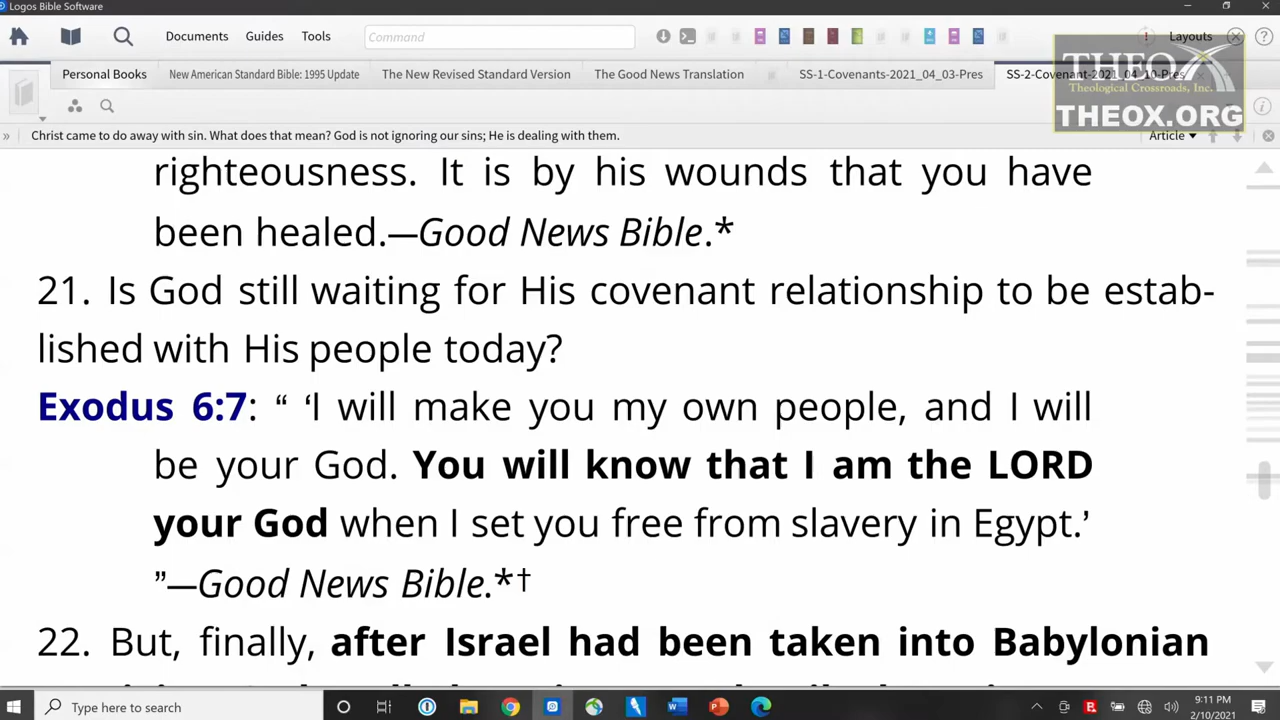 Logos Bible Software
Documents Guides Tools Command Layouts
THEOX
Theological Crossroads, Inc.
THEOX.ORG
Personal Books New American Standard Bible: 1995 Update The New Revised Standard Version The Good News Translation SS-1-Covenants-2021_04_03-Pres SS-2-Covenant-2021_04_10-Pres
» Christ came to do away with sin. What does that mean? God is not ignoring our sins; He is dealing with them. Article
righteousness. It is by his wounds that you have
been healed.—Good News Bible.*
21. Is God still waiting for His covenant relationship to be estab-
lished with His people today?
Exodus 6:7: “ ‘I will make you my own people, and I will
be your God. You will know that I am the LORD
your God when I set you free from slavery in Egypt.’
”—Good News Bible.*†
22. But, finally, after Israel had been taken into Babylonian
Type here to search
9:11 PM
2/10/2021